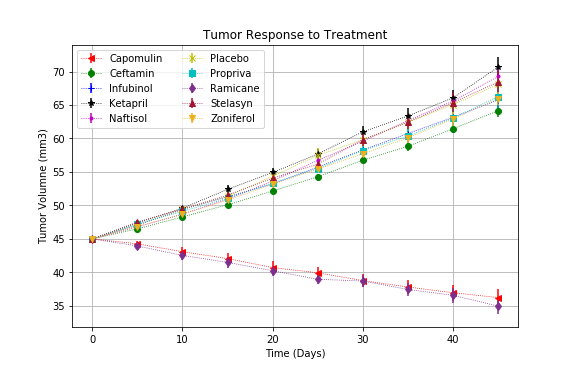 Tumor Response to Treatment
Capomulin
Ceftamin
Infubinol
Ketapril
Naftisol
Placebo
Propriva
Ramicane
Stelasyn
Zoniferol
Tumor Volumne (mm3)
70
65
60
55
50
45
40
35
0 10 20 30 40
Time (Days)